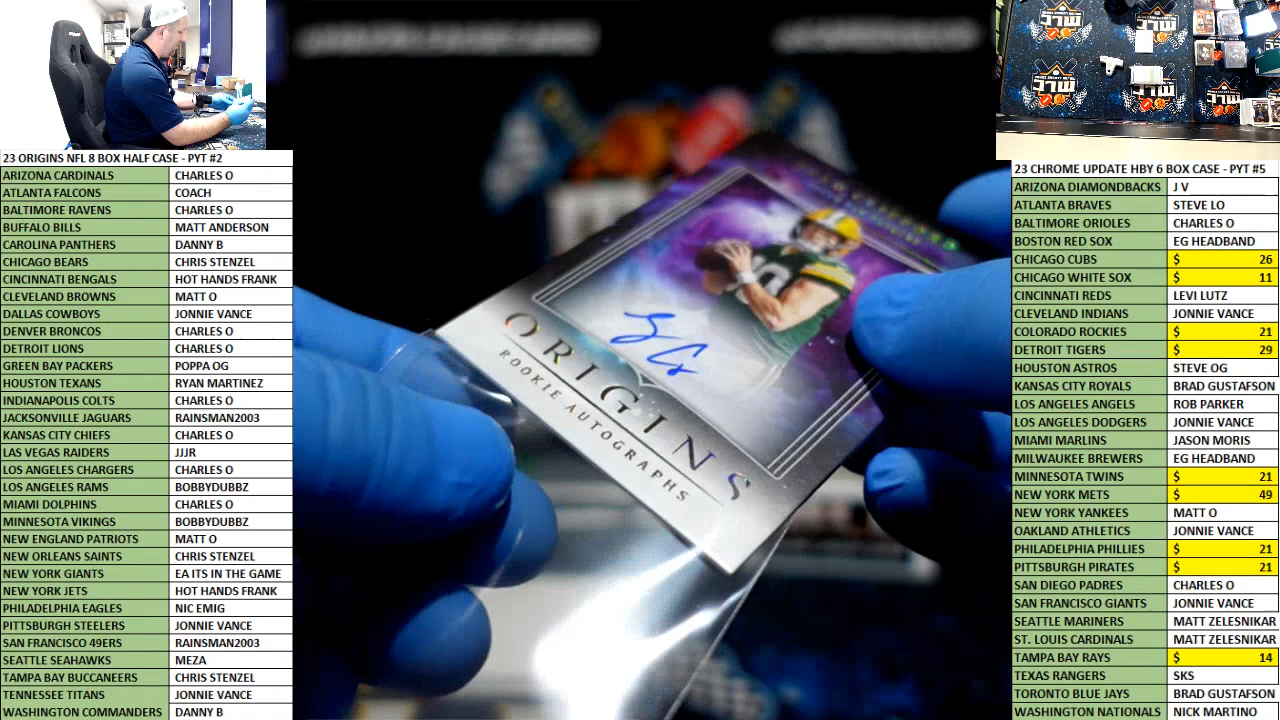 23 ORIGINS NFL 8 BOX HALF CASE - PYT #2
ARIZONA CARDINALS CHARLES O
ATLANTA FALCONS COACH
BALTIMORE RAVENS CHARLES O
BUFFALO BILLS MATT ANDERSON
CAROLINA PANTHERS DANNY B
CHICAGO BEARS CHRIS STENZEL
CINCINNATI BENGALS HOT HANDS FRANK
CLEVELAND BROWNS MATT O
DALLAS COWBOYS JONNIE VANCE
DENVER BRONCOS CHARLES O
DETROIT LIONS CHARLES O
GREEN BAY PACKERS POPPA OG
HOUSTON TEXANS RYAN MARTINEZ
INDIANAPOLIS COLTS CHARLES O
JACKSONVILLE JAGUARS RAINSMAN2003
KANSAS CITY CHIEFS CHARLES O
LAS VEGAS RAIDERS JJJR
LOS ANGELES CHARGERS CHARLES O
LOS ANGELES RAMS BOBBYDUBBZ
MIAMI DOLPHINS CHARLES O
MINNESOTA VIKINGS BOBBYDUBBZ
NEW ENGLAND PATRIOTS MATT O
NEW ORLEANS SAINTS CHRIS STENZEL
NEW YORK GIANTS EA ITS IN THE GAME
NEW YORK JETS HOT HANDS FRANK
PHILADELPHIA EAGLES NIC EMIG
PITTSBURGH STEELERS JONNIE VANCE
SAN FRANCISCO 49ERS RAINSMAN2003
SEATTLE SEAHAWKS MEZA
TAMPA BAY BUCCANEERS CHRIS STENZEL
TENNESSEE TITANS JONNIE VANCE
WASHINGTON COMMANDERS DANNY B
ORIGINS
ROOKIE AUTOGRAPHS
23 CHROME UPDATE HBY 6 BOX CASE - PYT #5
ARIZONA DIAMONDBACKS J V
ATLANTA BRAVES STEVE LO
BALTIMORE ORIOLES CHARLES O
BOSTON RED SOX EG HEADBAND
CHICAGO CUBS $ 26
CHICAGO WHITE SOX $ 11
CINCINNATI REDS LEVI LUTZ
CLEVELAND INDIANS JONNIE VANCE
COLORADO ROCKIES $ 21
DETROIT TIGERS $ 29
HOUSTON ASTROS STEVE OG
KANSAS CITY ROYALS BRAD GUSTAFSON
LOS ANGELES ANGELS ROB PARKER
LOS ANGELES DODGERS JONNIE VANCE
MIAMI MARLINS JASON MORIS
MILWAUKEE BREWERS EG HEADBAND
MINNESOTA TWINS $ 21
NEW YORK METS $ 49
NEW YORK YANKEES MATT O
OAKLAND ATHLETICS JONNIE VANCE
PHILADELPHIA PHILLIES $ 21
PITTSBURGH PIRATES $ 21
SAN DIEGO PADRES CHARLES O
SAN FRANCISCO GIANTS JONNIE VANCE
SEATTLE MARINERS MATT ZELESNIKAR
ST. LOUIS CARDINALS MATT ZELESNIKAR
TAMPA BAY RAYS $ 14
TEXAS RANGERS SKS
TORONTO BLUE JAYS BRAD GUSTAFSON
WASHINGTON NATIONALS NICK MARTINO